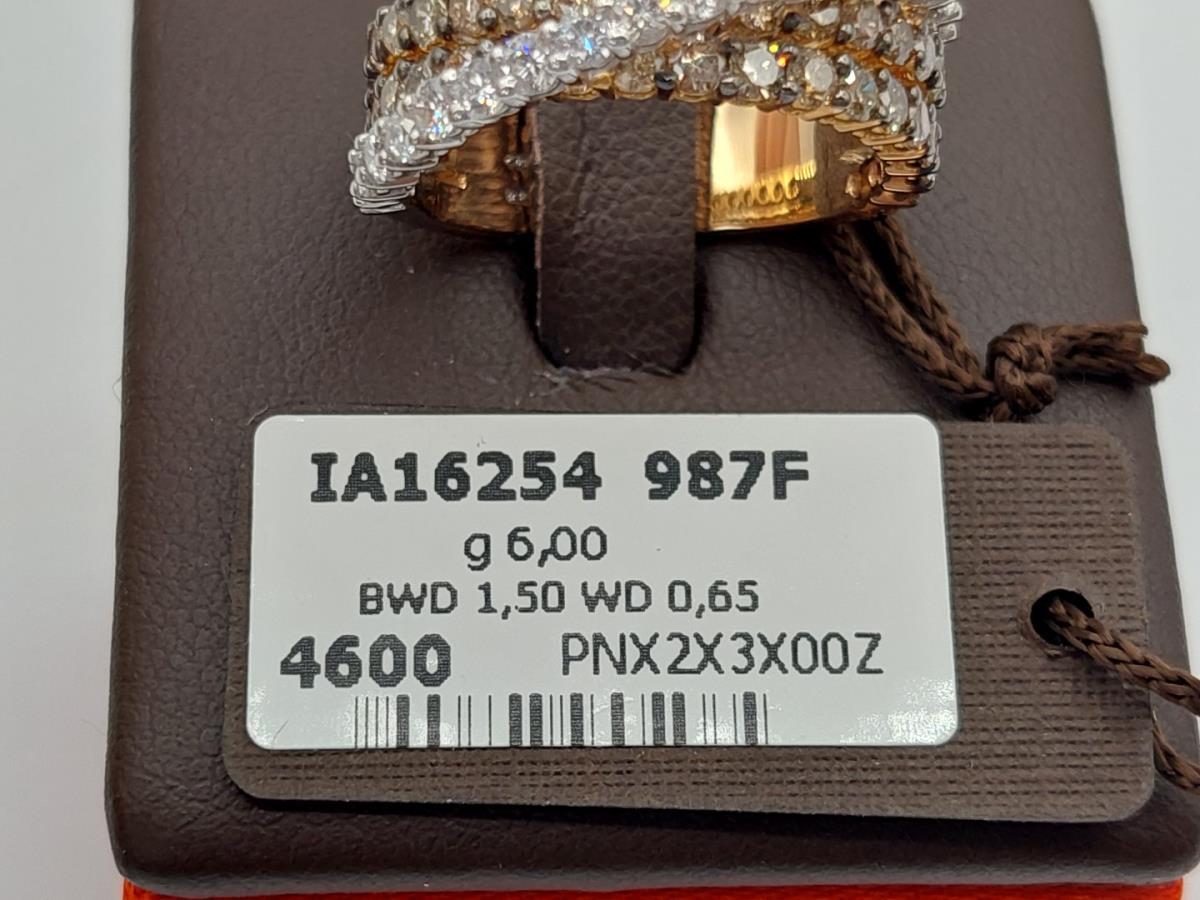 IA16254 987F
g 6,00
BWD 1,50 WD 0,65
4600 PNX2X3X00Z